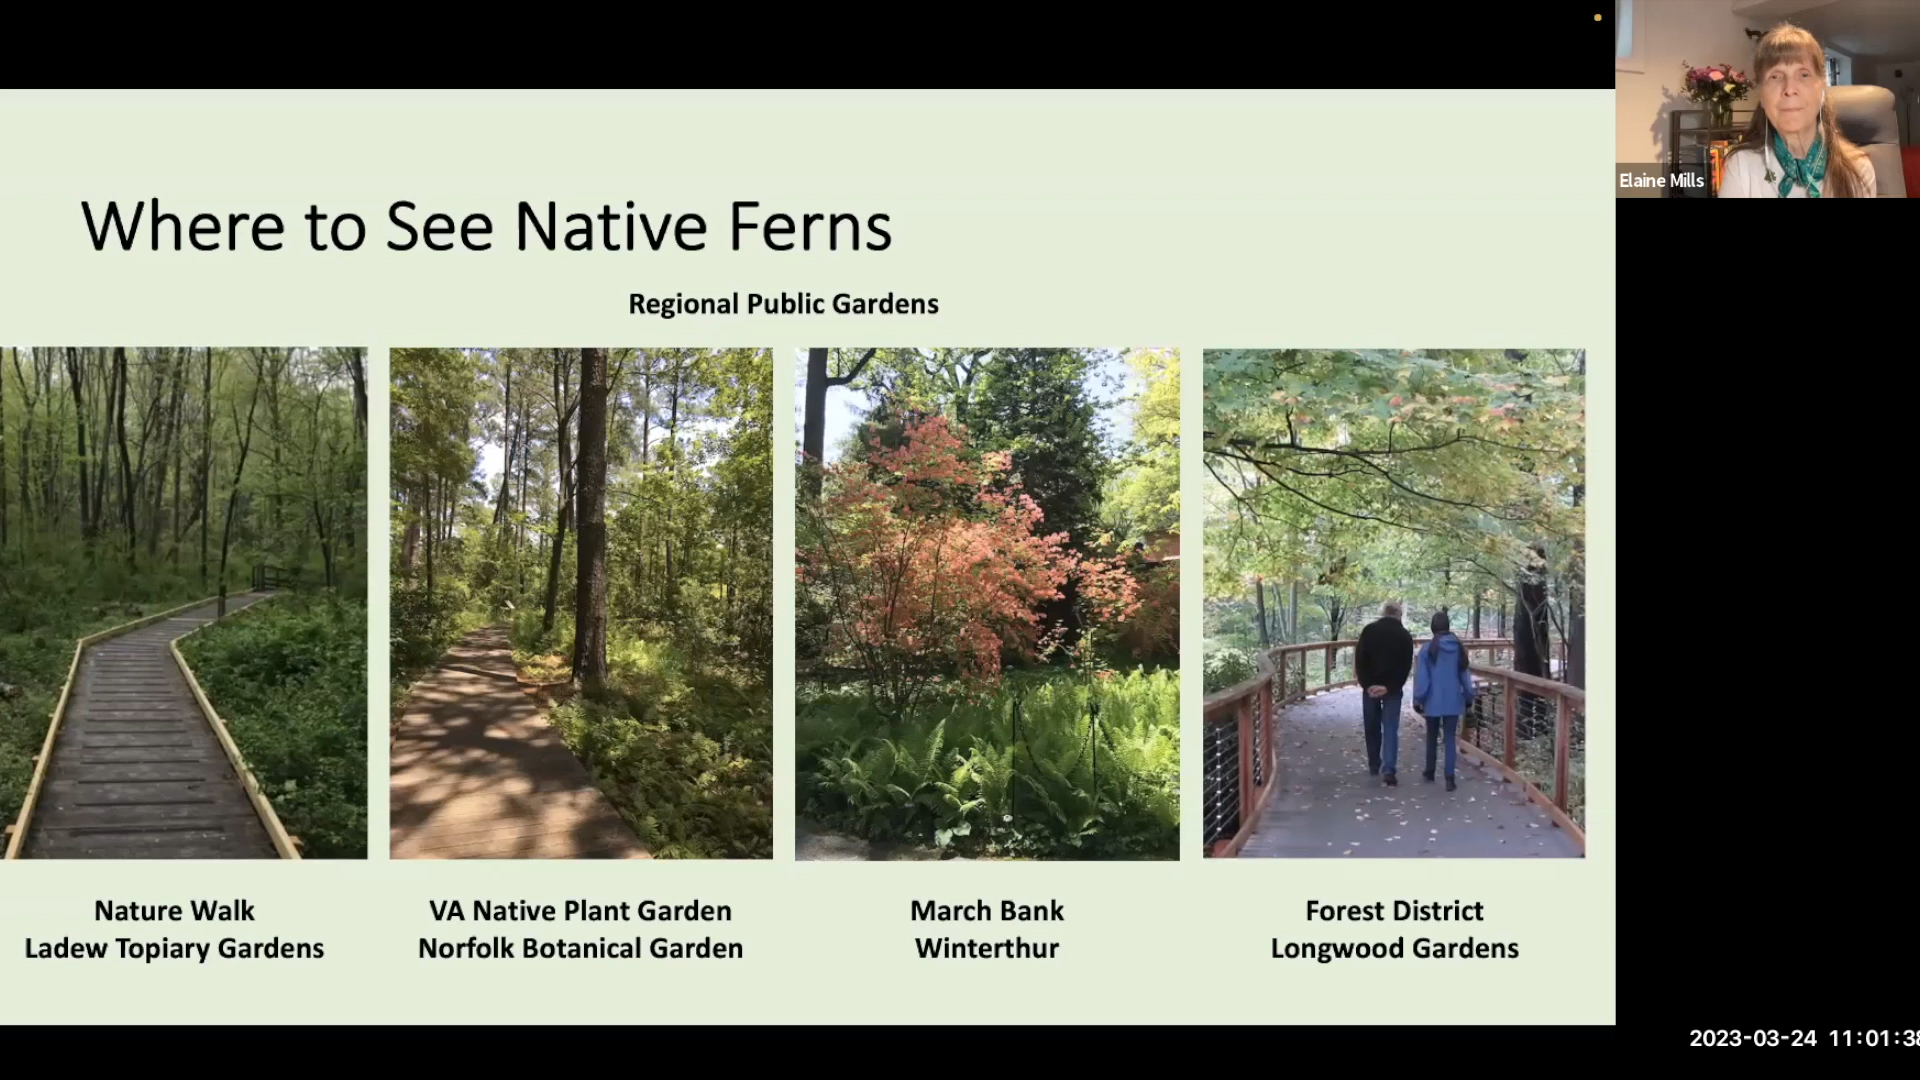 Elaine Mills
Where to See Native Ferns
Regional Public Gardens
Nature Walk
Ladew Topiary Gardens
VA Native Plant Garden
Norfolk Botanical Garden
March Bank
Winterthur
Forest District
Longwood Gardens
2023-03-24 11:01:38